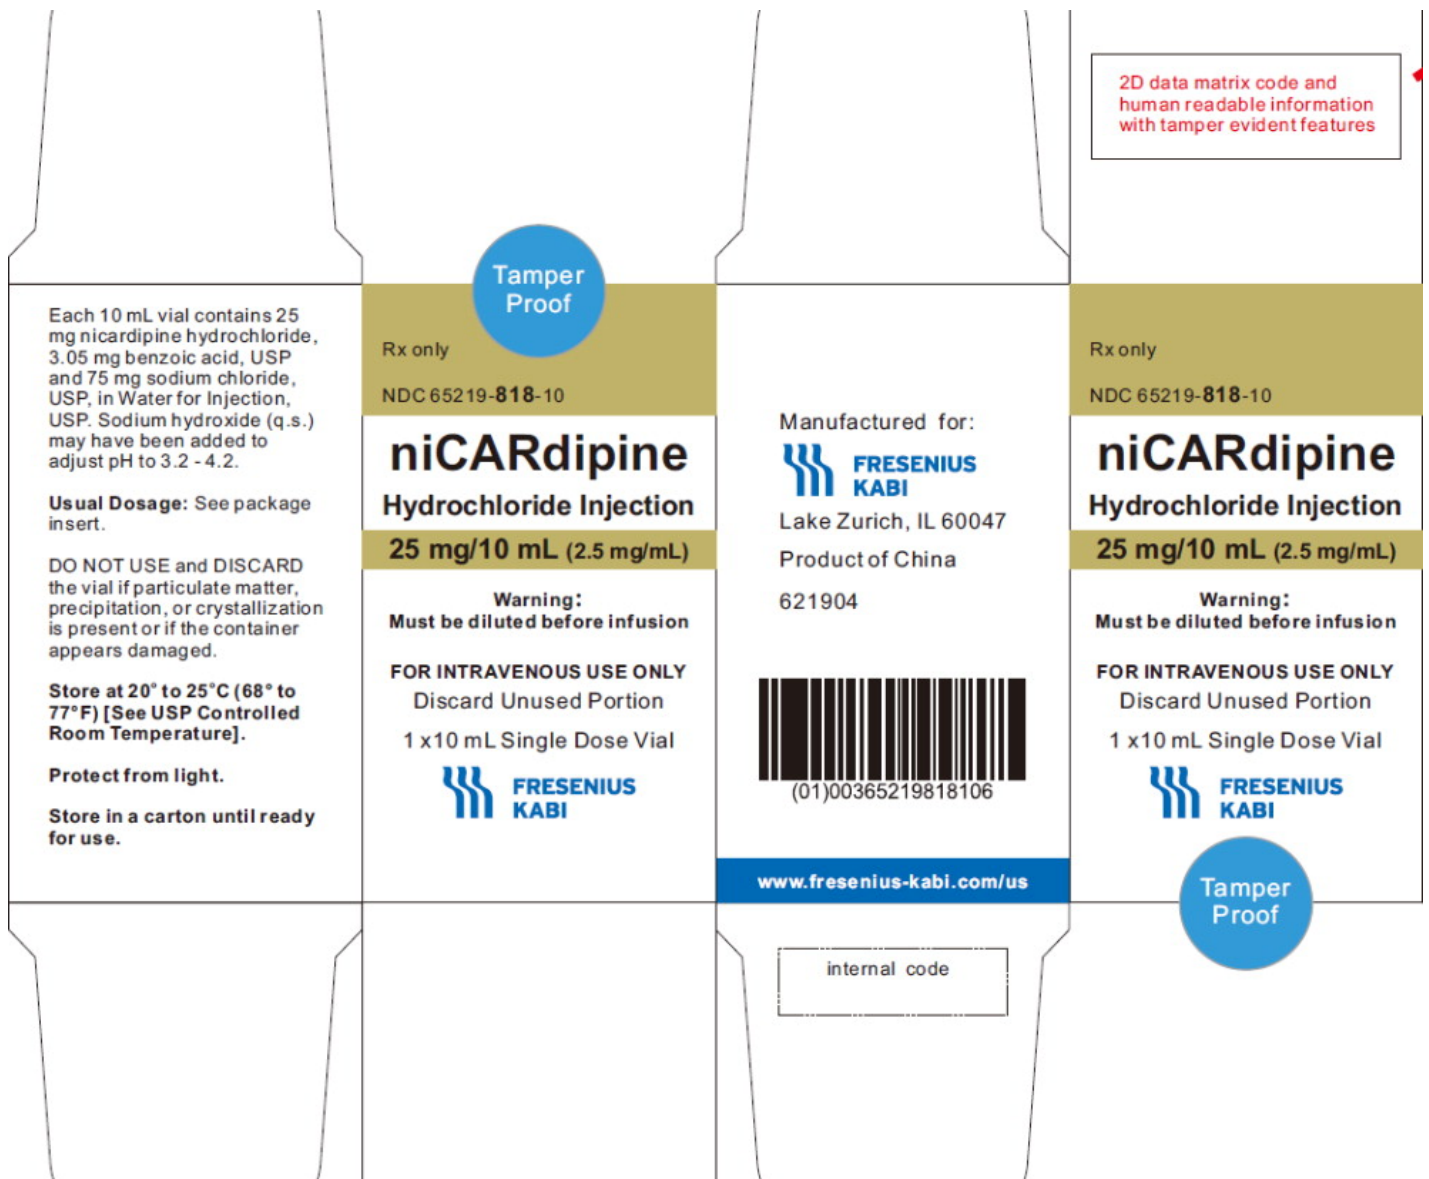 2D data matrix code and
human readable information
with tamper evident features
Each 10 mL vial contains 25
mg nicardipine hydrochloride,
3.05 mg benzoic acid, USP
and 75 mg sodium chloride,
USP, in Water for Injection,
USP. Sodium hydroxide (q.s.)
may have been added to
adjust pH to 3.2 - 4.2.
Usual Dosage: See package
insert.
DO NOT USE and DISCARD
the vial if particulate matter,
precipitation, or crystallization
is present or if the container
appears damaged.
Store at 20° to 25°C (68° to
77°F) [See USP Controlled
Room Temperature].
Protect from light.
Store in a carton until ready
for use.
Tamper
Proof
Rx only
NDC 65219-818-10
niCARdipine
Hydrochloride Injection
25 mg/10 mL (2.5 mg/mL)
Warning:
Must be diluted before infusion
FOR INTRAVENOUS USE ONLY
Discard Unused Portion
1 x10 mL Single Dose Vial
FRESENIUS
KABI
Manufactured for:
FRESENIUS
KABI
Lake Zurich, IL 60047
Product of China
621904
(01)00365219818106
www.fresenius-kabi.com/us
internal code
Rx only
NDC 65219-818-10
niCARdipine
Hydrochloride Injection
25 mg/10 mL (2.5 mg/mL)
Warning:
Must be diluted before infusion
FOR INTRAVENOUS USE ONLY
Discard Unused Portion
1 x10 mL Single Dose Vial
FRESENIUS
KABI
Tamper
Proof